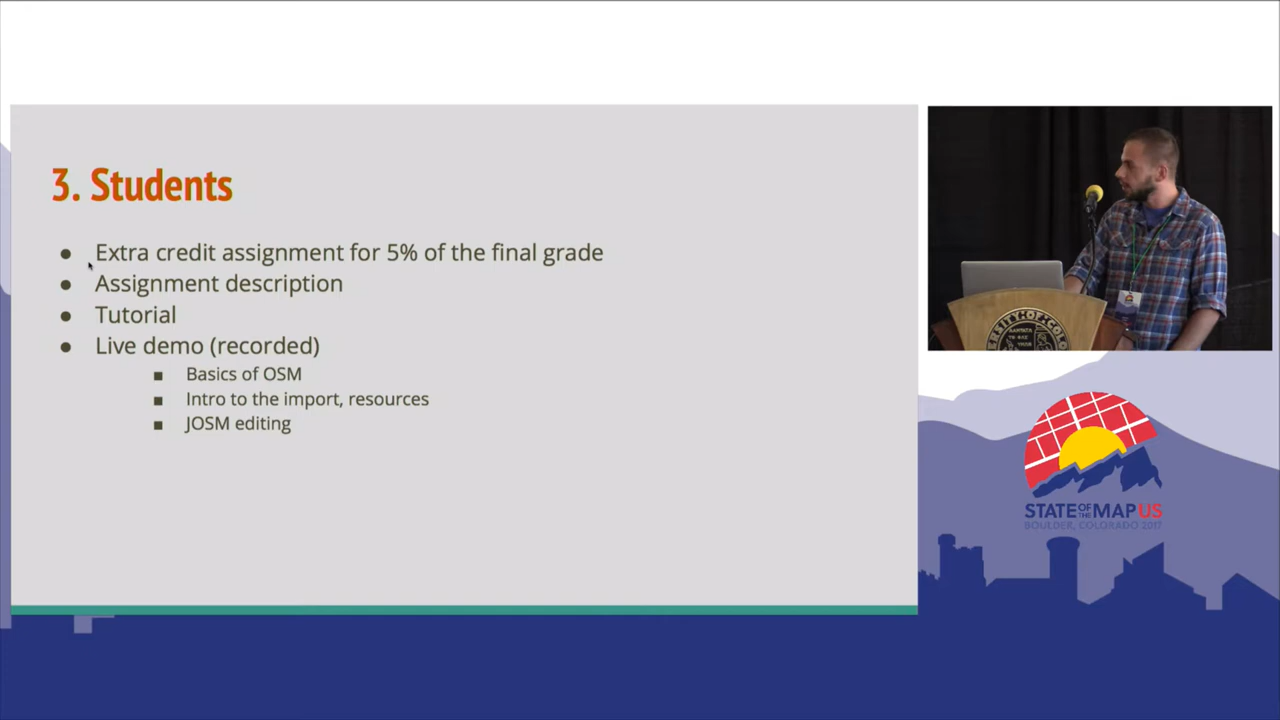 3. Students
● Extra credit assignment for 5% of the final grade
● Assignment description
● Tutorial
● Live demo (recorded)
■ Basics of OSM
■ Intro to the import, resources
■ JOSM editing
STATE OF THE MAP US
BOULDER, COLORADO 2017